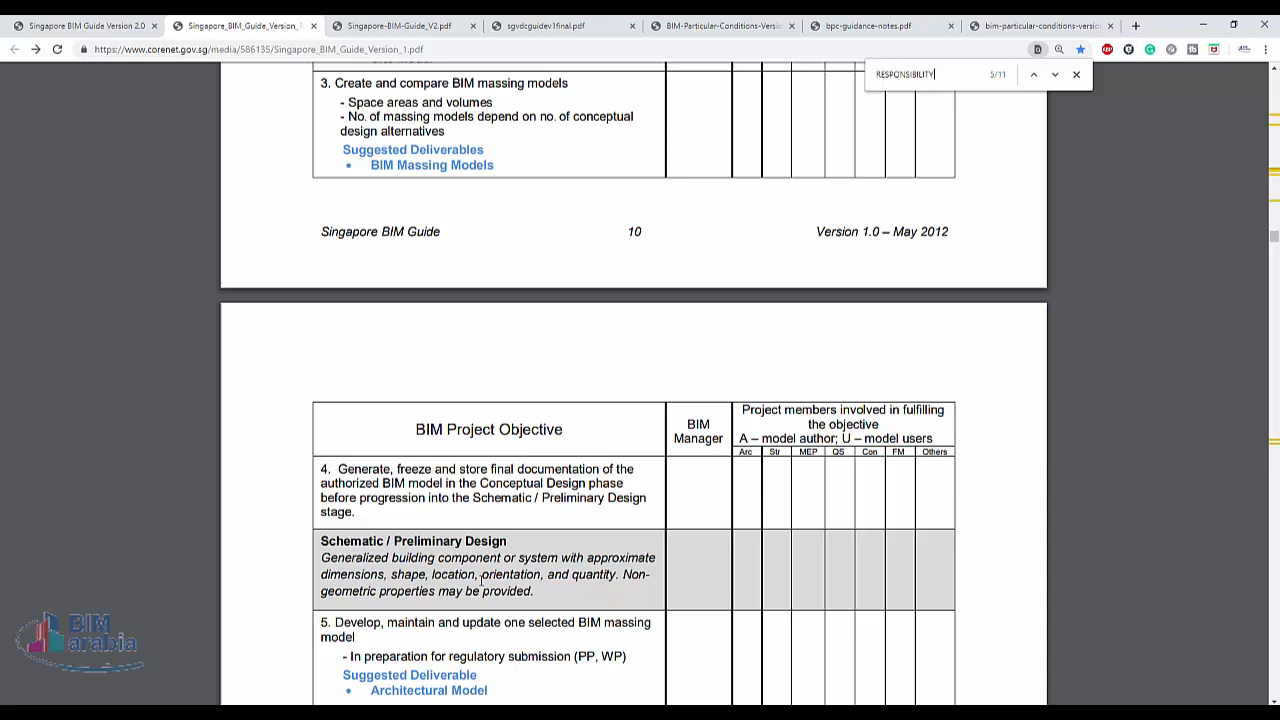 Singapore BIM Guide Version 2.0
Singapore_BIM_Guide_Version_1
Singapore-BIM-Guide_V2.pdf
sgvdcguidev1final.pdf
BIM-Particular-Conditions-Versio
bpc-guidance-notes.pdf
bim-particular-conditions-versio
https://www.corenet.gov.sg/media/586135/Singapore_BIM_Guide_Version_1.pdf
RESPONSIBILITY 5/11
3. Create and compare BIM massing models
- Space areas and volumes
- No. of massing models depend on no. of conceptual
design alternatives
Suggested Deliverables
• BIM Massing Models
Singapore BIM Guide 10 Version 1.0 – May 2012
BIM Project Objective
BIM
Manager
Project members involved in fulfilling
the objective
A – model author; U – model users
Arc Str MEP QS Con FM Others
4. Generate, freeze and store final documentation of the
authorized BIM model in the Conceptual Design phase
before progression into the Schematic / Preliminary Design
stage.
Schematic / Preliminary Design
Generalized building component or system with approximate
dimensions, shape, location, orientation, and quantity. Non-
geometric properties may be provided.
5. Develop, maintain and update one selected BIM massing
model
- In preparation for regulatory submission (PP, WP)
Suggested Deliverable
• Architectural Model
BIM
arabia